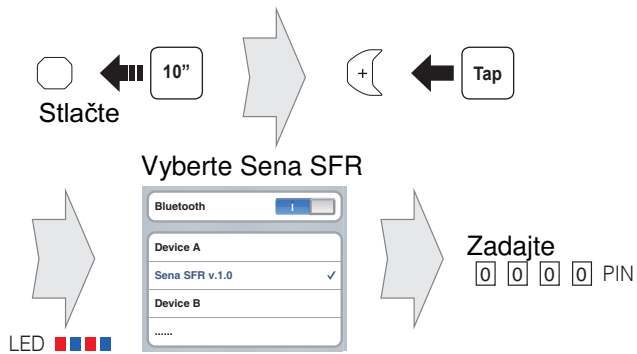 10”
+
Tap
Stlačte
Vyberte Sena SFR
Bluetooth
Device A
Sena SFR v.1.0 ✓
Device B
......
Zadajte
0 0 0 0 PIN
LED